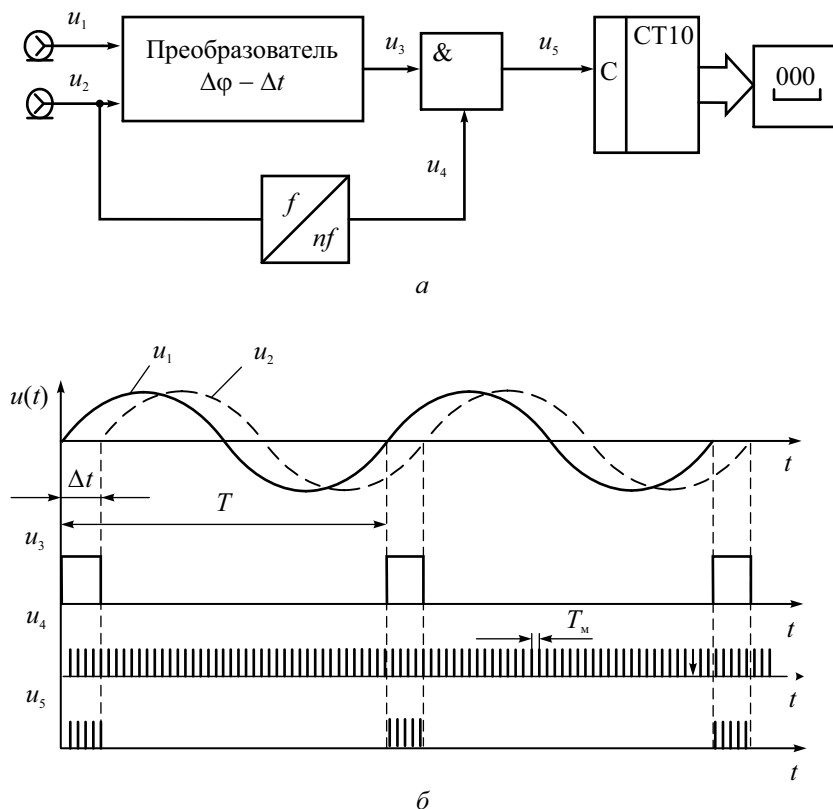 u1
Преобразователь
Δφ – Δt
u2
u3
&
u5
C
CT10
000
u4
f
nf
а
u1
u2
u(t)
t
Δt
T
u3
t
u4
Tм
t
u5
t
б